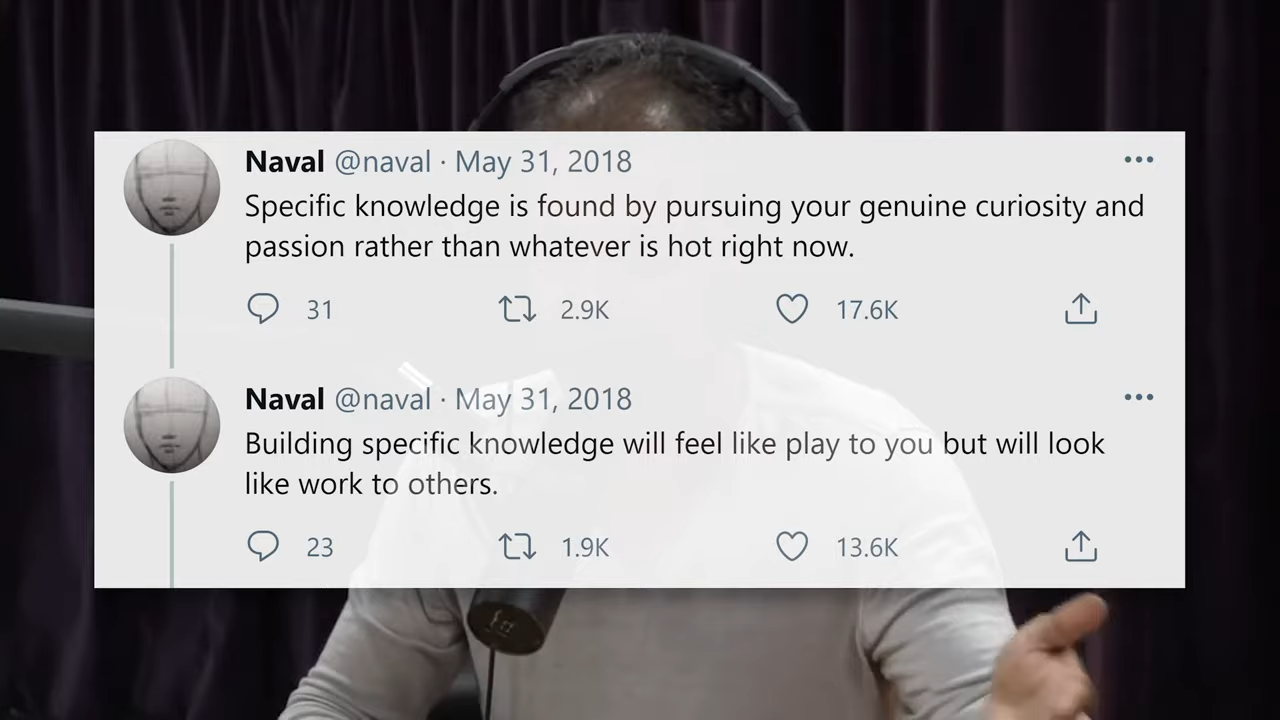 Naval @naval · May 31, 2018
Specific knowledge is found by pursuing your genuine curiosity and
passion rather than whatever is hot right now.
31 2.9K 17.6K
Naval @naval · May 31, 2018
Building specific knowledge will feel like play to you but will look
like work to others.
23 1.9K 13.6K